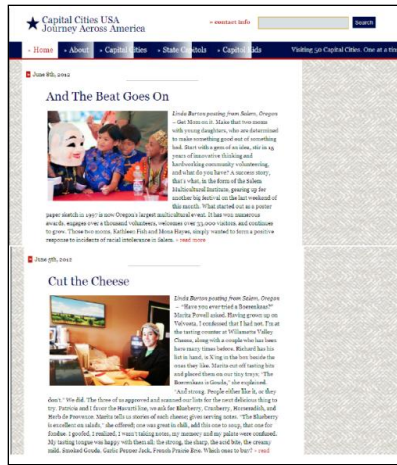 Capital Cities USA
Journey Across America
» contact info
Search
» Home » About » Capital Cities » State Capitols » Capitol Kids Visiting 50 Capital Cities. One at a tim
June 8th, 2012
And The Beat Goes On
Linda Barton posting from Salem, Oregon
– Get Mom on it. Make that two moms
with young daughters, who are determined
to make something good out of something
bad. Start with a gem of an idea, stir in 15
years of innovative thinking and
hardworking community volunteering,
and what do you have? A success story,
that's what, in the form of the Salem
Multicultural Institute, gearing up for
another big festival on the last weekend of
this month. What started out as a poster
paper sketch in 1997 is now Oregon's largest multicultural event. It has won numerous
awards, engages over a thousand volunteers, welcomes over 33,000 visitors, and continues
to grow. Those two moms, Kathleen Fish and Mona Hayes, simply wanted to form a positive
response to incidents of racial intolerance in Salem. » read more
June 5th, 2012
Cut the Cheese
Linda Barton posting from Salem, Oregon
– "Have you ever tried a Boerenkaas?"
Marita Powell asked. Having grown up on
Velveeta, I confessed that I had not. I'm at
the tasting counter at Willamette Valley
Cheese, along with a couple who has been
here many times before. Richard has his
list in hand, is X'ing in the box beside the
ones they like. Marita cut off tasting bits
and placed them on our tiny trays. "The
Boerenkaas is Gouda," she explained.
"And strong. People either like it, or they
don't." We did. The three of us approved and scanned our lists for the next delicious thing to
try. Patricia and I favor the Havarti line, we ask for Blueberry, Cranberry, Horseradish, and
Herb de Provence. Marita tells us stories of each cheese; gives serving notes. "The Blueberry
is excellent on salads," she offered; one was great in chili, add this one to soup, that one for
fondue. I goofed, I realized, I wasn't taking notes, my memory and my palate were confused.
My tasting tongue was happy with them all; the strong, the sharp, the sord bite, the creamy
mild. Smoked Gouda, Garlic Pepper Jack, French Prairie Brie. Which ones to buy? » read